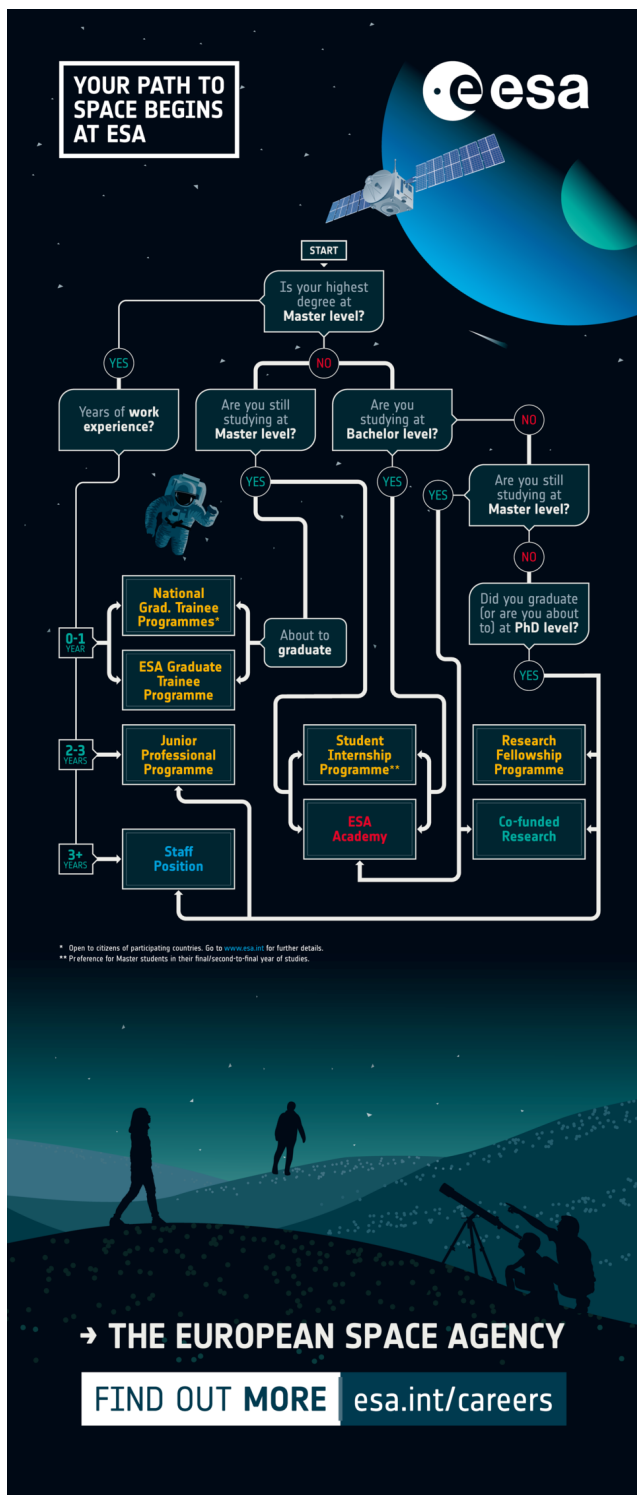 YOUR PATH TO
SPACE BEGINS
AT ESA
esa
START
Is your highest
degree at
Master level?
YES
NO
Years of work
experience?
Are you still
studying at
Master level?
Are you
studying at
Bachelor level?
NO
YES
YES
YES
Are you still
studying at
Master level?
NO
National
Grad. Trainee
Programmes*
Did you graduate
(or are you about
to) at PhD level?
0-1
YEAR
About to
graduate
ESA Graduate
Trainee
Programme
YES
2-3
YEARS
Junior
Professional
Programme
Student
Internship
Programme**
Research
Fellowship
Programme
ESA
Academy
Co-funded
Research
3+
YEARS
Staff
Position
* Open to citizens of participating countries. Go to www.esa.int for further details.
** Preference for Master students in their final/second-to-final year of studies.
→ THE EUROPEAN SPACE AGENCY
FIND OUT MORE esa.int/careers